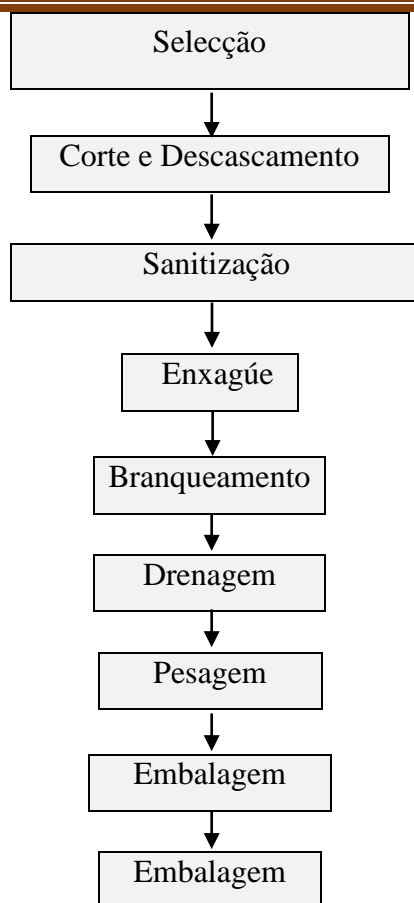 Selecção
Corte e Descascamento
Sanitização
Enxagúe
Branqueamento
Drenagem
Pesagem
Embalagem
Embalagem